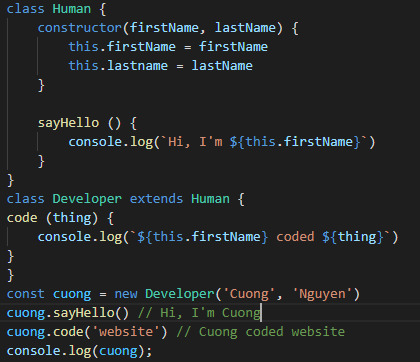 class Human {
constructor(firstName, lastName) {
this.firstName = firstName
this.lastname = lastName
}
sayHello () {
console.log(`Hi, I'm ${this.firstName}`)
}
}
class Developer extends Human {
code (thing) {
console.log(`${this.firstName} coded ${thing}`)
}
}
const cuong = new Developer('Cuong', 'Nguyen')
cuong.sayHello() // Hi, I'm Cuong
cuong.code('website') // Cuong coded website
console.log(cuong);